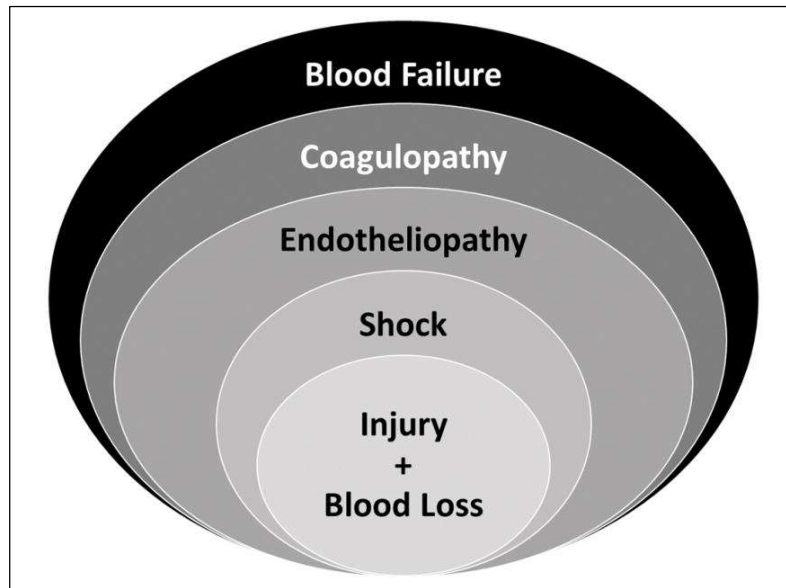 Blood Failure
Coagulopathy
Endotheliopathy
Shock
Injury
+
Blood Loss